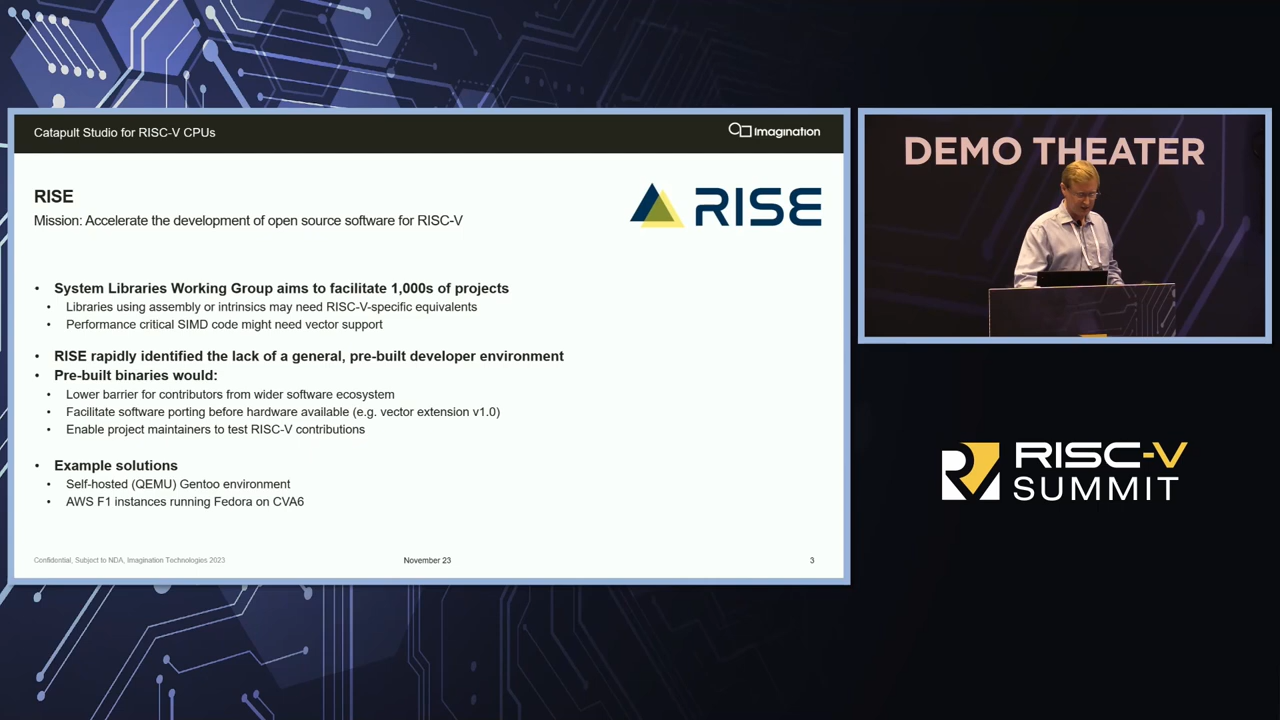 Catapult Studio for RISC-V CPUs
Imagination
RISE
Mission: Accelerate the development of open source software for RISC-V
RISE
• System Libraries Working Group aims to facilitate 1,000s of projects
• Libraries using assembly or intrinsics may need RISC-V-specific equivalents
• Performance critical SIMD code might need vector support
• RISE rapidly identified the lack of a general, pre-built developer environment
• Pre-built binaries would:
• Lower barrier for contributors from wider software ecosystem
• Facilitate software porting before hardware available (e.g. vector extension v1.0)
• Enable project maintainers to test RISC-V contributions
• Example solutions
• Self-hosted (QEMU) Gentoo environment
• AWS F1 instances running Fedora on CVA6
Confidential, Subject to NDA, Imagination Technologies 2023
November 23
3
DEMO THEATER
RISC-V
SUMMIT